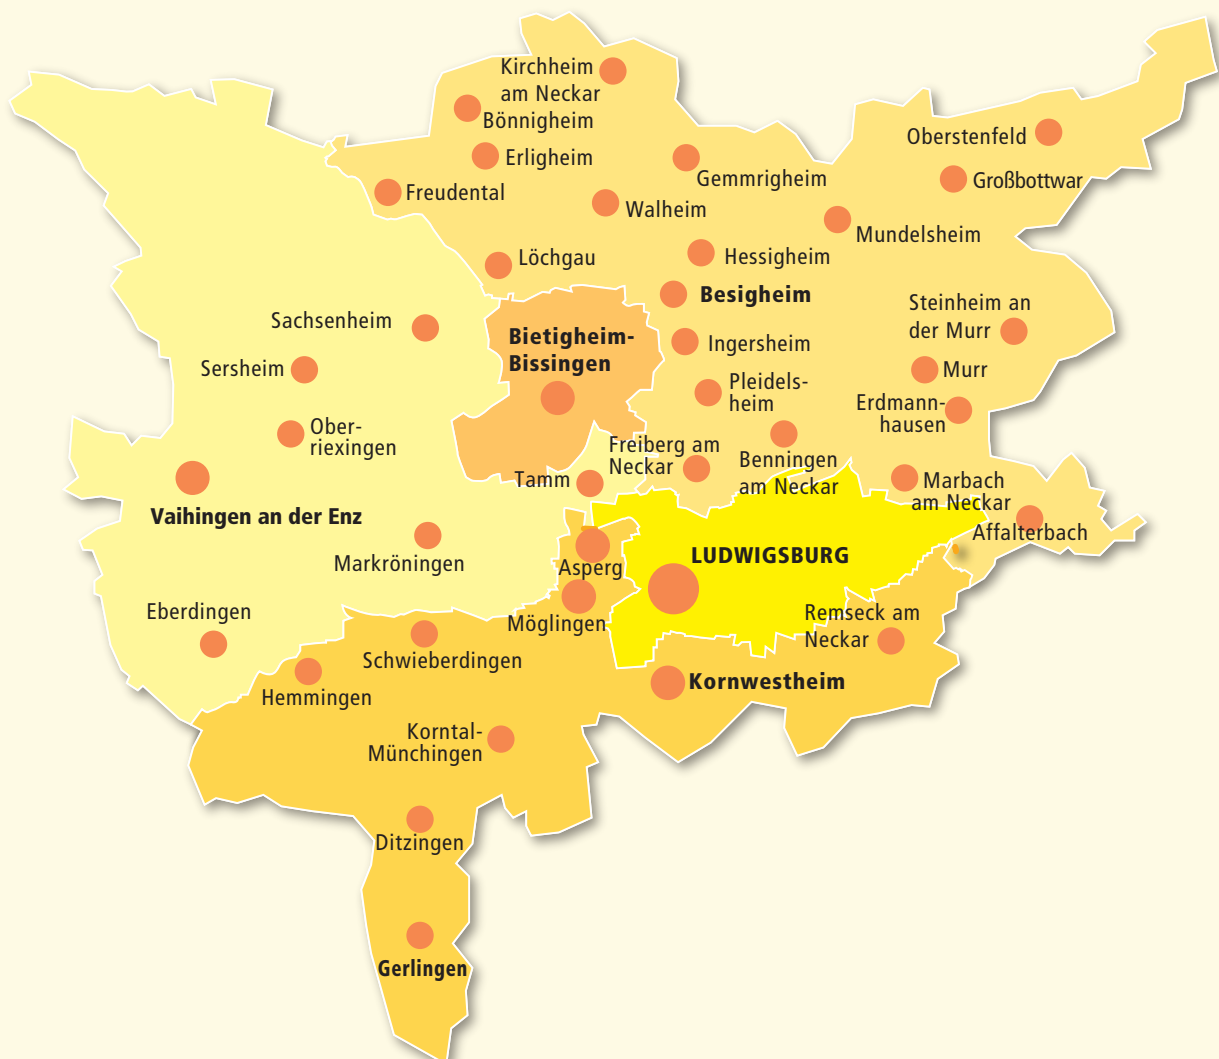 Kirchheim
am Neckar
Bönnigheim
Erligheim
Freudental
Gemmrigheim
Walheim
Oberstenfeld
Großbottwar
Mundelsheim
Löchgau
Hessigheim
Besigheim
Sachsenheim
Sersheim
Bietigheim-
Bissingen
Ingersheim
Steinheim an
der Murr
Murr
Pleidels-
heim
Erdmann-
hausen
Ober-
riexingen
Freiberg am
Neckar
Benningen
am Neckar
Tamm
Marbach
am Neckar
Affalterbach
Vaihingen an der Enz
Markröningen
Asperg
LUDWIGSBURG
Eberdingen
Möglingen
Remseck am
Neckar
Schwieberdingen
Hemmingen
Kornwestheim
Korntal-
Münchingen
Ditzingen
Gerlingen